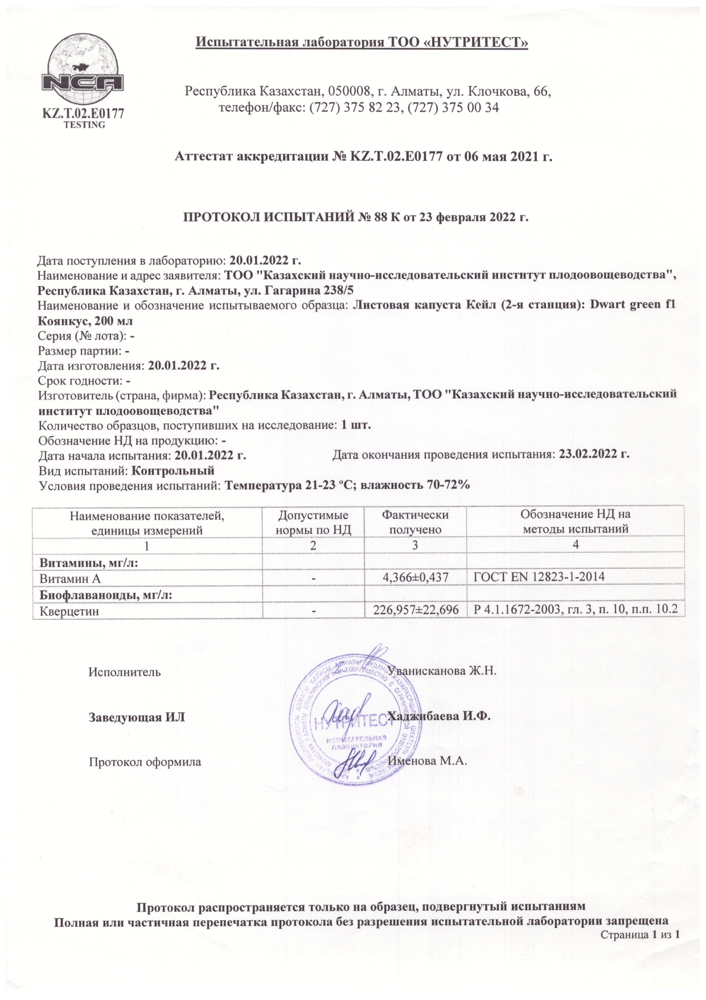 Испытательная лаборатория ТОО «НУТРИТЕСТ»
NCA
KZ.T.02.E0177
TESTING
Республика Казахстан, 050008, г. Алматы, ул. Клочкова, 66,
телефон/факс: (727) 375 82 23, (727) 375 00 34
Аттестат аккредитации № KZ.T.02.E0177 от 06 мая 2021 г.
ПРОТОКОЛ ИСПЫТАНИЙ № 88 К от 23 февраля 2022 г.
Дата поступления в лабораторию: 20.01.2022 г.
Наименование и адрес заявителя: ТОО "Казахский научно-исследовательский институт плодоовощеводства",
Республика Казахстан, г. Алматы, ул. Гагарина 238/5
Наименование и обозначение испытываемого образца: Листовая капуста Кейл (2-я станция): Dwart green f1
Коянкус, 200 мл
Серия (№ лота): -
Размер партии: -
Дата изготовления: 20.01.2022 г.
Срок годности: -
Изготовитель (страна, фирма): Республика Казахстан, г. Алматы, ТОО "Казахский научно-исследовательский
институт плодоовощеводства"
Количество образцов, поступивших на исследование: 1 шт.
Обозначение НД на продукцию: -
Дата начала испытания: 20.01.2022 г. Дата окончания проведения испытания: 23.02.2022 г.
Вид испытаний: Контрольный
Условия проведения испытаний: Температура 21-23 ºС; влажность 70-72%
Наименование показателей, единицы измерений Допустимые нормы по НД Фактически получено Обозначение НД на методы испытаний
1 2 3 4
Витамины, мг/л:
Витамин А - 4,366±0,437 ГОСТ EN 12823-1-2014
Биофлаваноиды, мг/л:
Кверцетин - 226,957±22,696 Р 4.1.1672-2003, гл. 3, п. 10, п.п. 10.2
Исполнитель Уванисканова Ж.Н.
Заведующая ИЛ Хаджибаева И.Ф.
НУТРИТЕСТ
ИСПЫТАТЕЛЬНАЯ
ЛАБОРАТОРИЯ
Протокол оформила Именова М.А.
Протокол распространяется только на образец, подвергнутый испытаниям
Полная или частичная перепечатка протокола без разрешения испытательной лаборатории запрещена
Страница 1 из 1